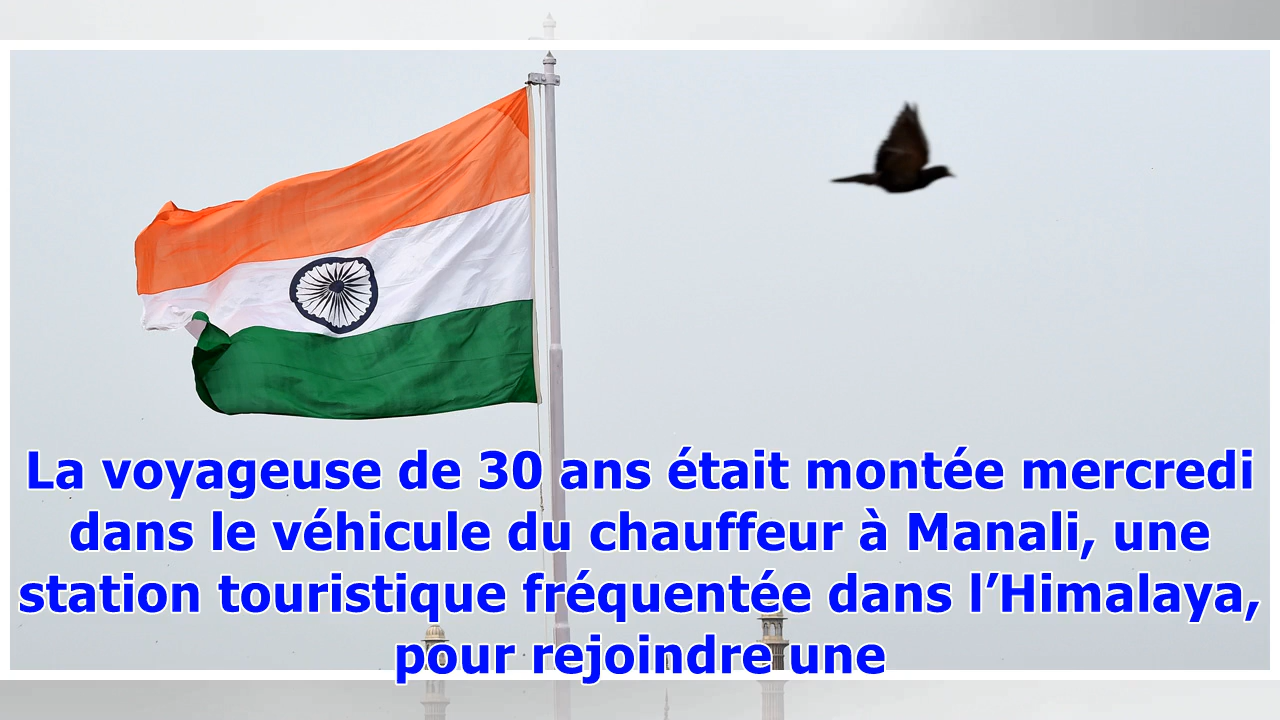 La voyageuse de 30 ans était montée mercredi
dans le véhicule du chauffeur à Manali, une
station touristique fréquentée dans l’Himalaya,
pour rejoindre une